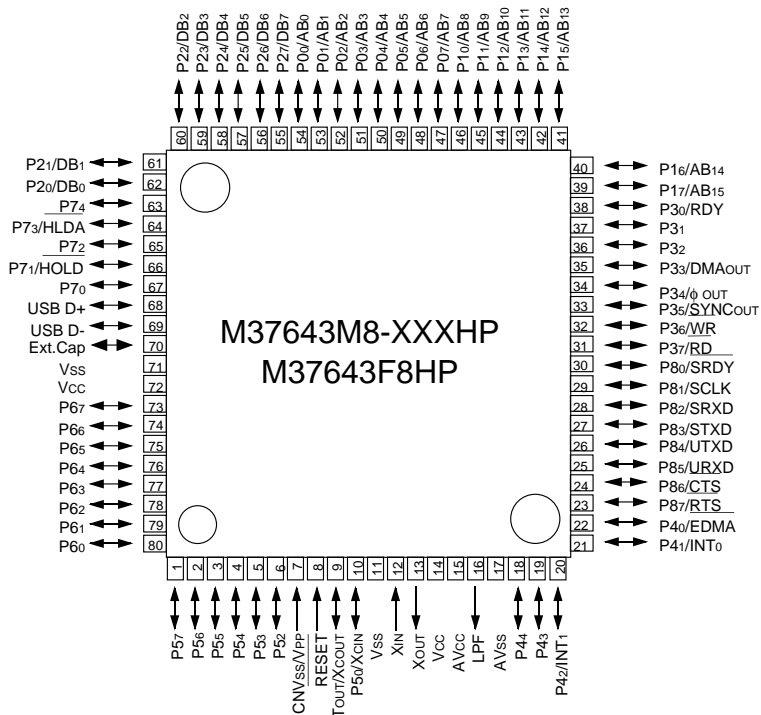 P22/DB2
P23/DB3
P24/DB4
P25/DB5
P26/DB6
P27/DB7
P00/AB0
P01/AB1
P02/AB2
P03/AB3
P04/AB4
P05/AB5
P06/AB6
P07/AB7
P10/AB8
P11/AB9
P12/AB10
P13/AB11
P14/AB12
P15/AB13
60 59 58 57 56 55 54 53 52 51 50 49 48 47 46 45 44 43 42 41
P21/DB1 61
P20/DB0 62
P74 63
P73/HLDA 64
P72 65
P71/HOLD 66
P70 67
USB D+ 68
USB D- 69
Ext.Cap 70
VSS 71
VCC 72
P67 73
P66 74
P65 75
P64 76
P63 77
P62 78
P61 79
P60 80
M37643M8-XXXHP
M37643F8HP
40 P16/AB14
39 P17/AB15
38 P30/RDY
37 P31
36 P32
35 P33/DMAOUT
34 P34/ϕ OUT
33 P35/SYNCOUT
32 P36/WR
31 P37/RD
30 P80/SRDY
29 P81/SCLK
28 P82/SRXD
27 P83/STXD
26 P84/UTXD
25 P85/URXD
24 P86/CTS
23 P87/RTS
22 P40/EDMA
21 P41/INT0
1 2 3 4 5 6 7 8 9 10 11 12 13 14 15 16 17 18 19 20
P57
P56
P55
P54
P53
P52
CNVSS/VPP
RESET
TOUT/XCOUT
P50/XCIN
VSS
XIN
XOUT
VCC
AVCC
LPF
AVSS
P44
P43
P42/INT1